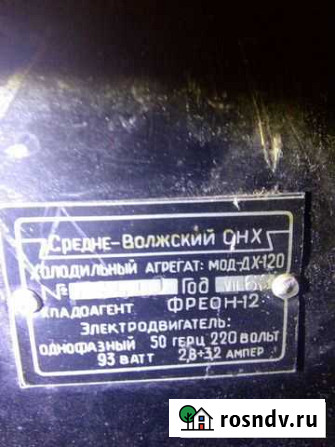 Средне-Волжский СНХ
ХОЛОДИЛЬНЫЙ АГРЕГАТ: МОД-ДХ-120
№ Год
ХЛАДОАГЕНТ ФРЕОН-12
ЭЛЕКТРОДВИГАТЕЛЬ:
ОДНОФАЗНЫЙ 50 ГЕРЦ 220 ВОЛЬТ
93 ВАТТ 2,8÷3,2 АМПЕР
rosndv.ru